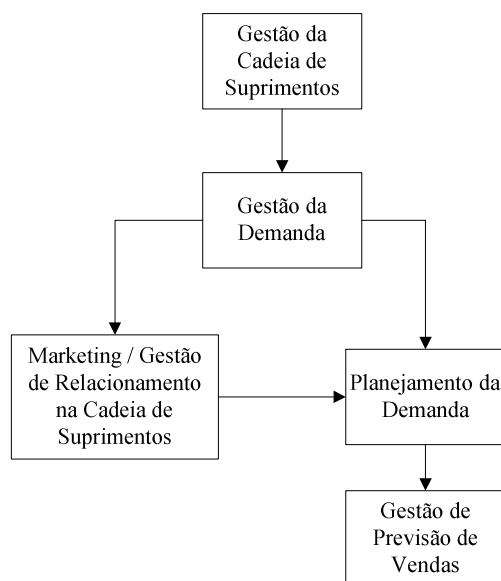 Gestão da
Cadeia de
Suprimentos
Gestão da
Demanda
Marketing / Gestão
de Relacionamento
na Cadeia de
Suprimentos
Planejamento da
Demanda
Gestão de
Previsão de
Vendas